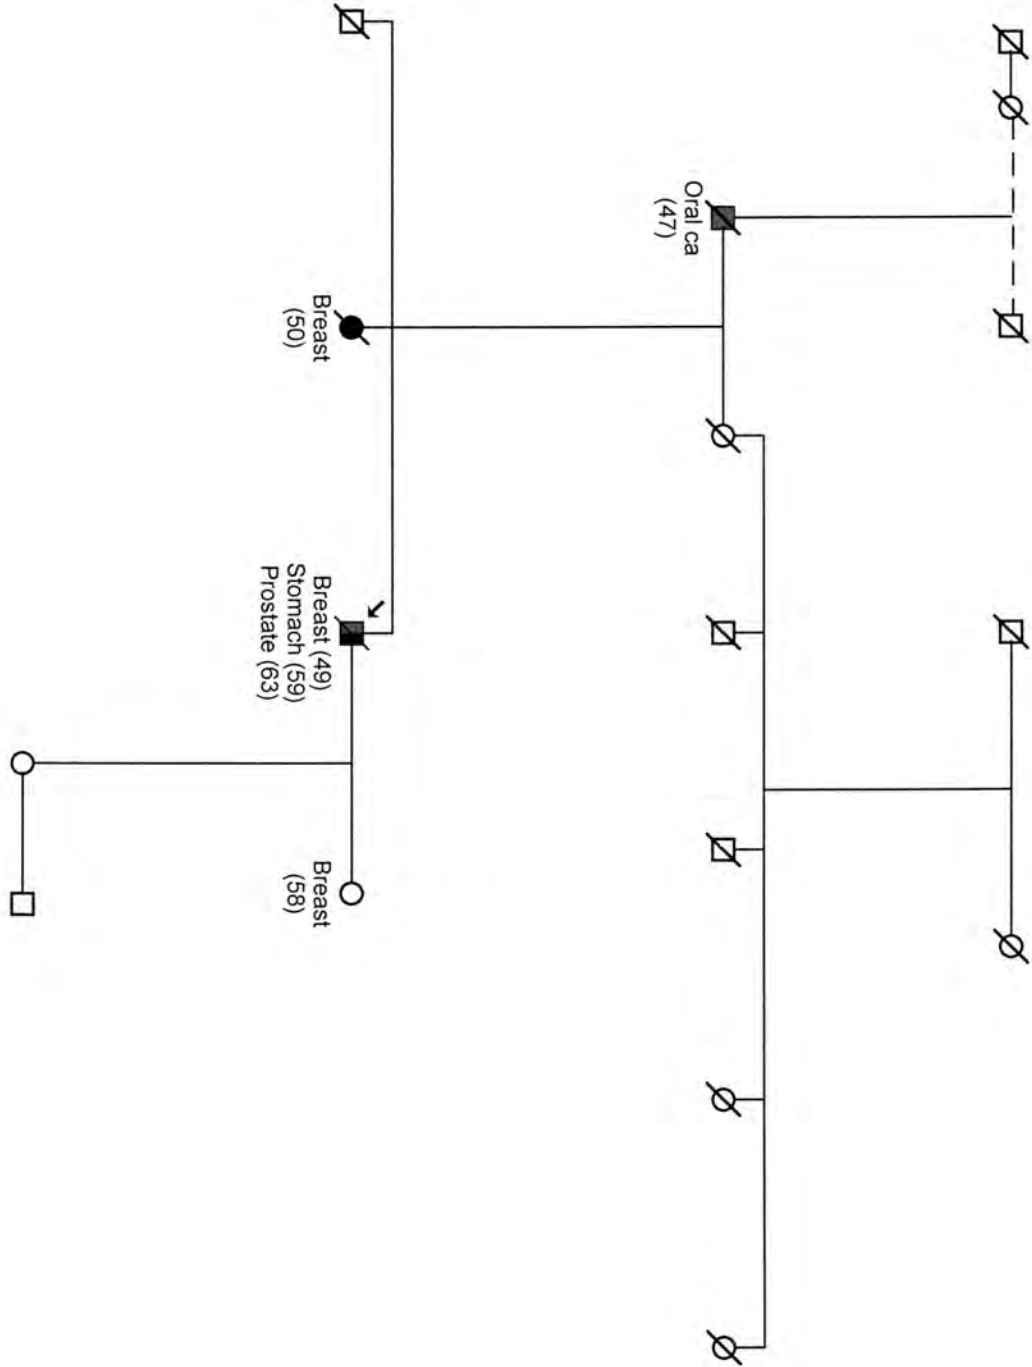 Oral ca
(47)
Breast
(50)
Breast (49)
Stomach (59)
Prostate (63)
Breast
(58)